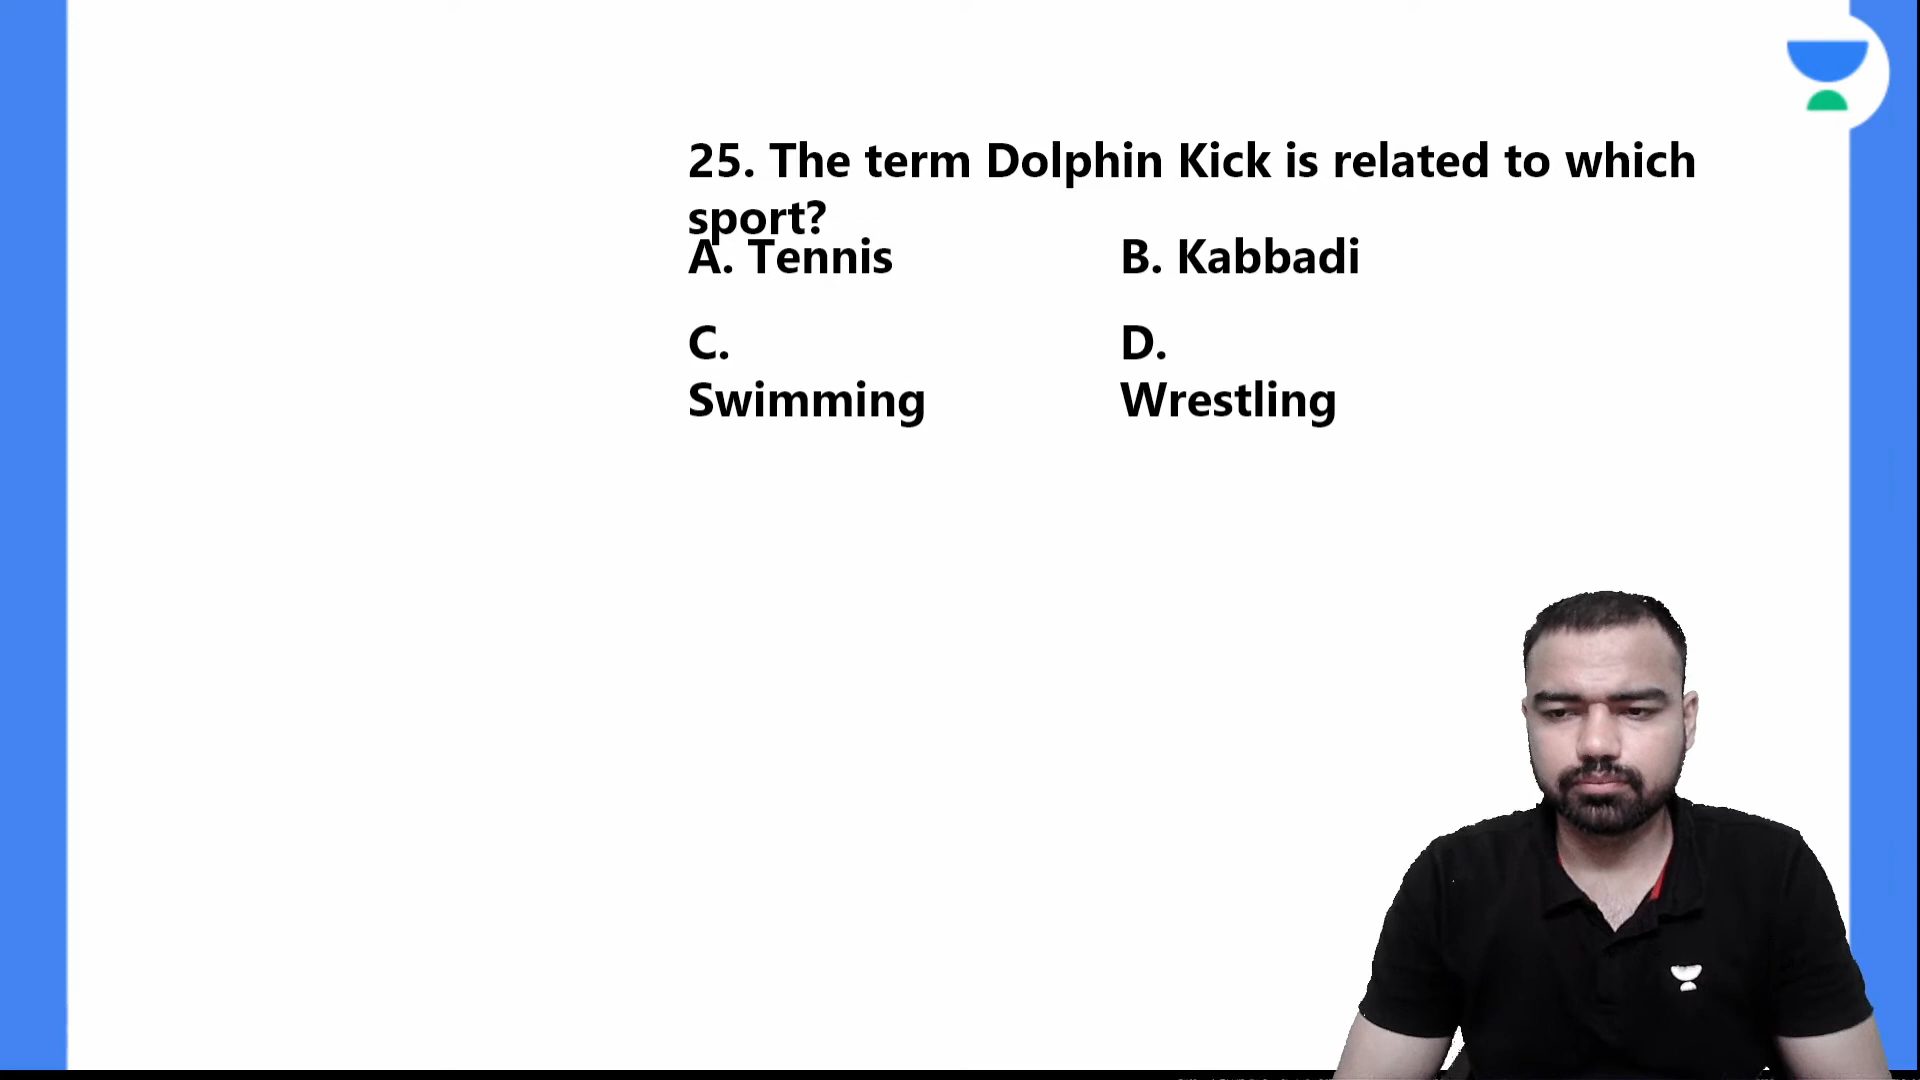 25. The term Dolphin Kick is related to which
sport?
A. Tennis
B. Kabbadi
C.
Swimming
D.
Wrestling